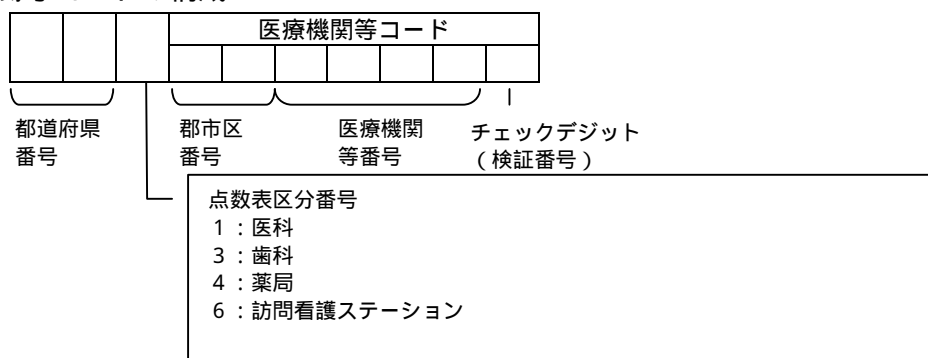 医療機関等コード
都道府県
番号
郡市区
番号
医療機関
等番号
チェックデジット
(検証番号)
点数表区分番号
1:医科
3:歯科
4:薬局
6:訪問看護ステーション